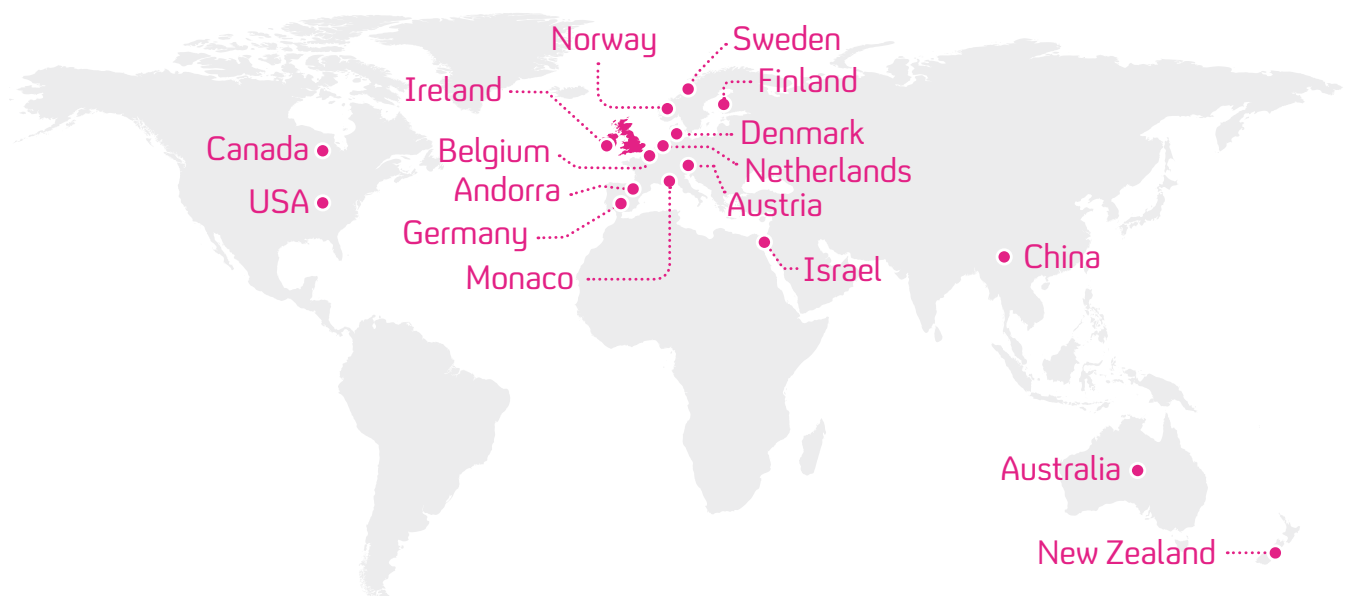 Norway
Sweden
Ireland
Finland
Canada
Belgium
Denmark
Netherlands
USA
Andorra
Austria
Germany
Monaco
Israel
China
Australia
New Zealand